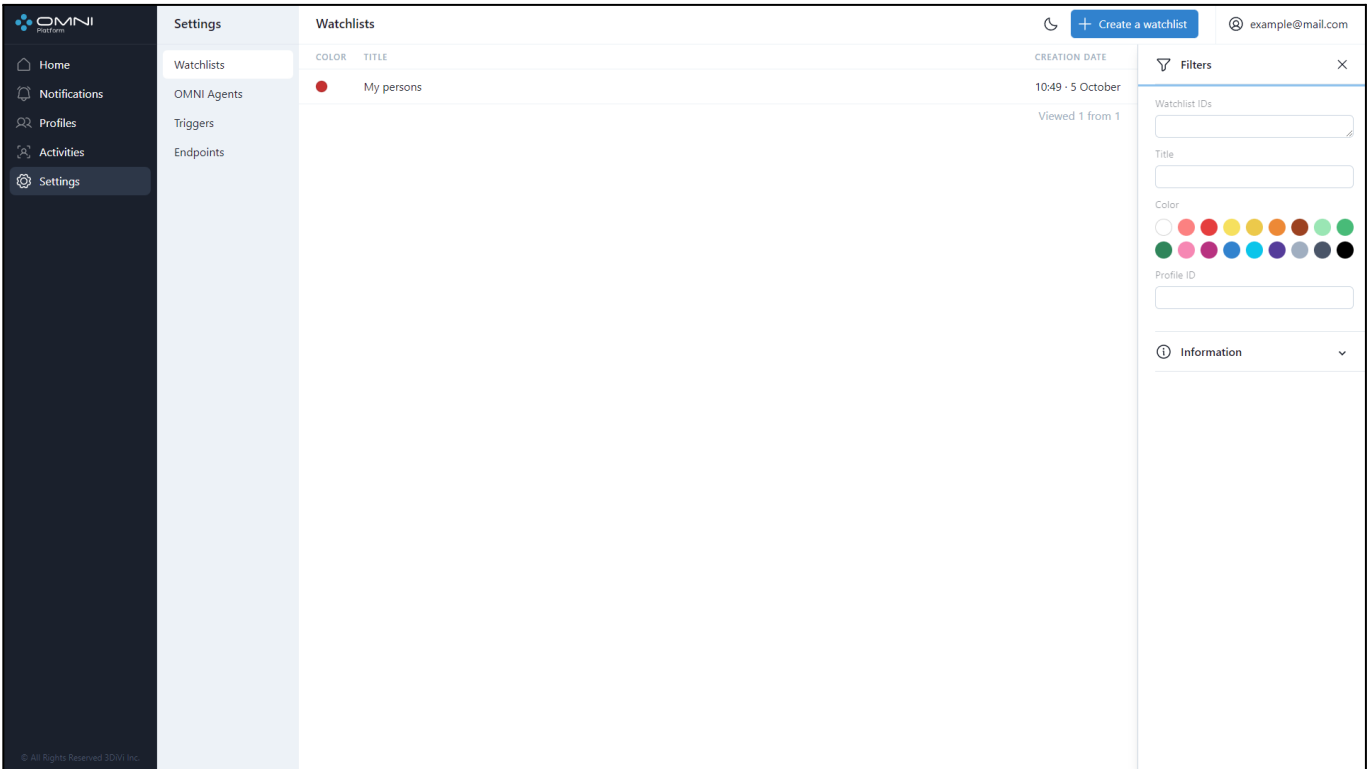 OMNI
Platform
Home
Notifications
Profiles
Activities
Settings
© All Rights Reserved 3DiVi Inc.
Settings
Watchlists
OMNI Agents
Triggers
Endpoints
Watchlists
Create a watchlist
example@mail.com
COLOR TITLE CREATION DATE
My persons 10:49 · 5 October
Viewed 1 from 1
Filters
Watchlist IDs
Title
Color
Profile ID
Information